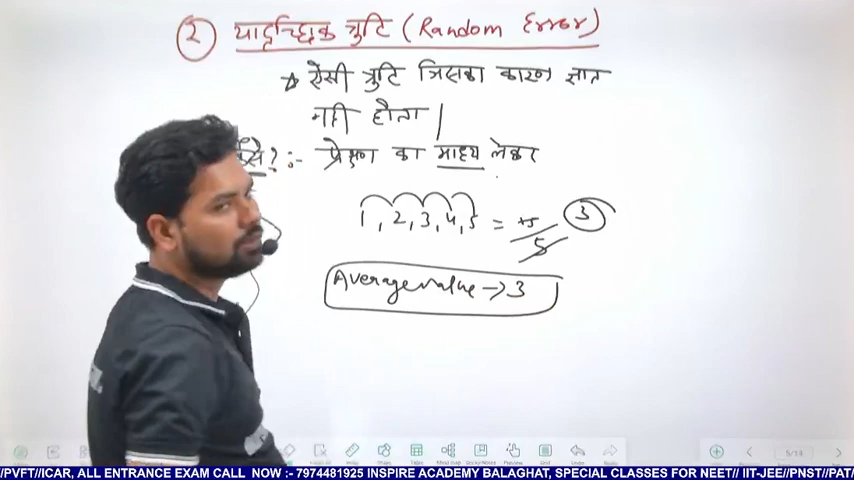 2 यादृच्छिक त्रुटि (Random Error)
* ऐसी त्रुटि जिसका कारण ज्ञात
नहीं होता |
? :- प्रेक्षण का माध्य लेकर
1, 2, 3, 4, 5 = 15/5 3
Average value → 3
5/13
/PVFT//ICAR, ALL ENTRANCE EXAM CALL NOW :- 7974481925 INSPIRE ACADEMY BALAGHAT, SPECIAL CLASSES FOR NEET// IIT-JEE//PNST//PAT/